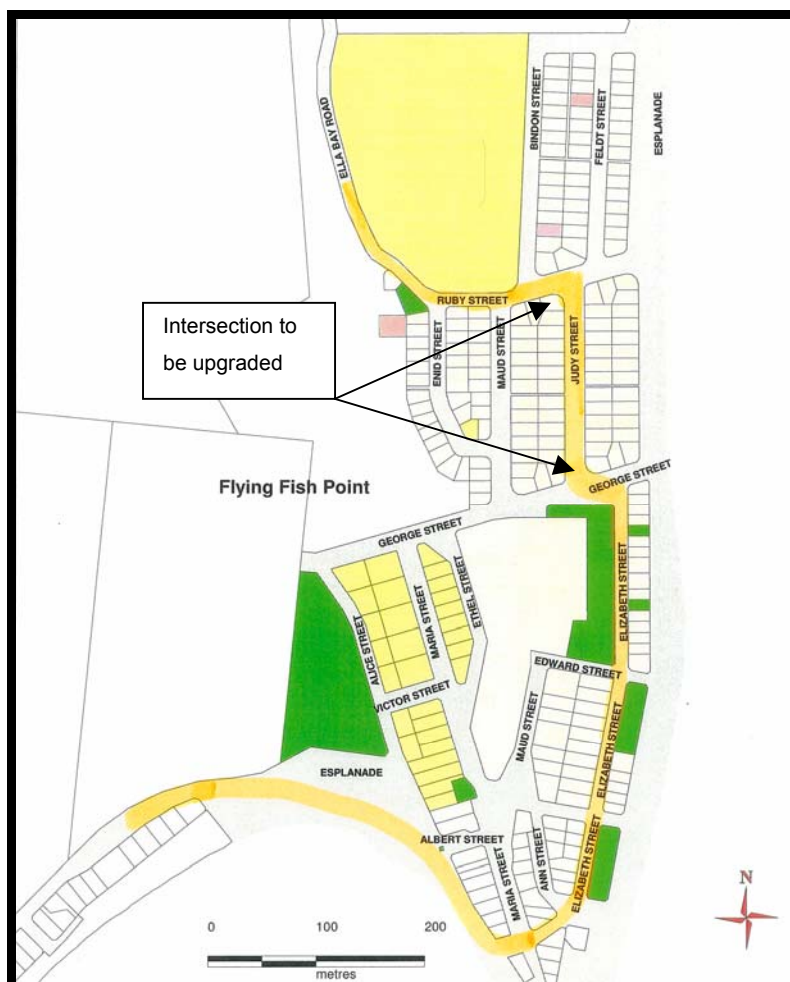 ELLA BAY ROAD
BINDON STREET
FELDT STREET
ESPLANADE
RUBY STREET
Intersection to
be upgraded
ENID STREET
MAUD STREET
JUDY STREET
GEORGE STREET
Flying Fish Point
GEORGE STREET
ALICE STREET
MARIA STREET
ETHEL STREET
ELIZABETH STREET
EDWARD STREET
VICTOR STREET
MAUD STREET
ELIZABETH STREET
ESPLANADE
ALBERT STREET
MARIA STREET
ANN STREET
ELIZABETH STREET
N
0 100 200
metres